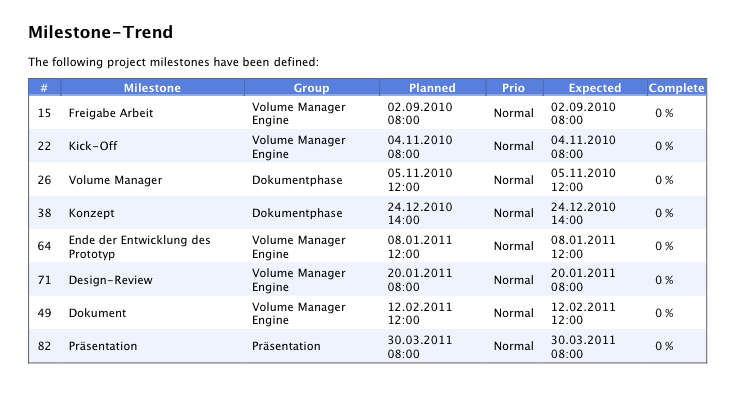 Milestone-Trend
The following project milestones have been defined:
# Milestone Group Planned Prio Expected Complete
15 Freigabe Arbeit Volume Manager Engine 02.09.2010 08:00 Normal 02.09.2010 08:00 0 %
22 Kick-Off Volume Manager Engine 04.11.2010 08:00 Normal 04.11.2010 08:00 0 %
26 Volume Manager Dokumentphase 05.11.2010 12:00 Normal 05.11.2010 12:00 0 %
38 Konzept Dokumentphase 24.12.2010 14:00 Normal 24.12.2010 14:00 0 %
64 Ende der Entwicklung des Prototyp Volume Manager Engine 08.01.2011 12:00 Normal 08.01.2011 12:00 0 %
71 Design-Review Volume Manager Engine 20.01.2011 08:00 Normal 20.01.2011 08:00 0 %
49 Dokument Volume Manager Engine 12.02.2011 12:00 Normal 12.02.2011 12:00 0 %
82 Präsentation Präsentation 30.03.2011 08:00 Normal 30.03.2011 08:00 0 %